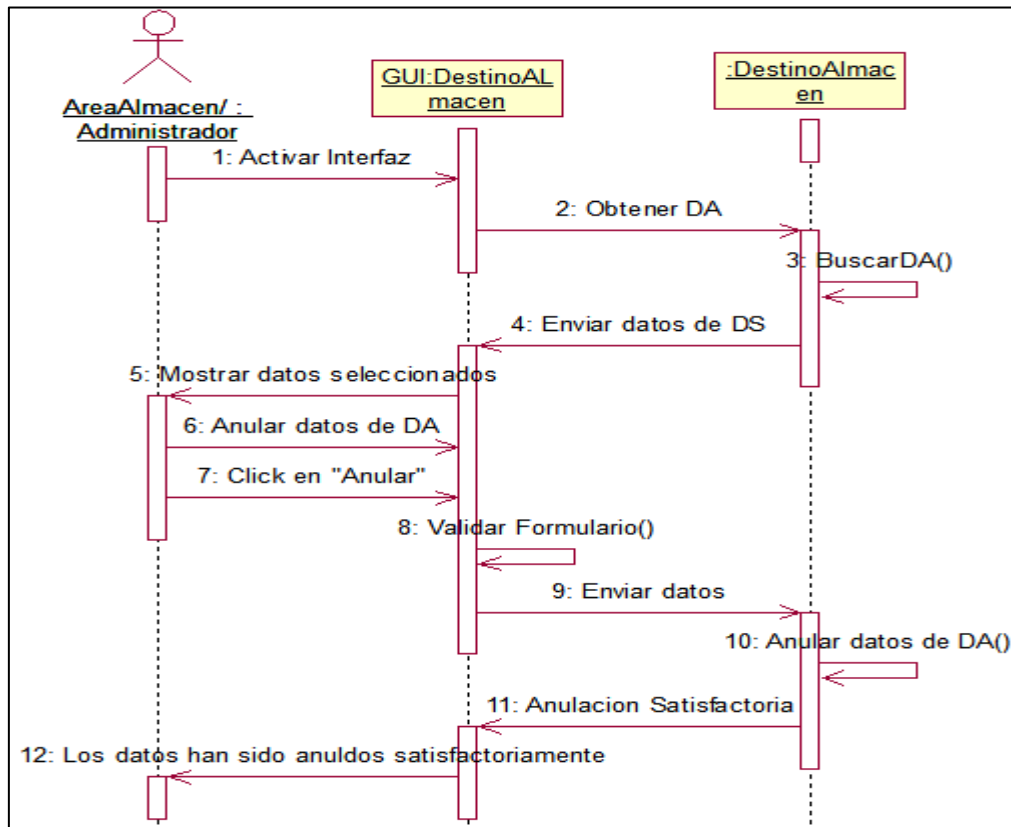 AreaAlmacen/ :
Administrador
GUI:DestinoAL
macen
:DestinoAlmac
en
1: Activar Interfaz
2: Obtener DA
3: BuscarDA()
4: Enviar datos de DS
5: Mostrar datos seleccionados
6: Anular datos de DA
7: Click en "Anular"
8: Validar Formulario()
9: Enviar datos
10: Anular datos de DA()
11: Anulacion Satisfactoria
12: Los datos han sido anuldos satisfactoriamente